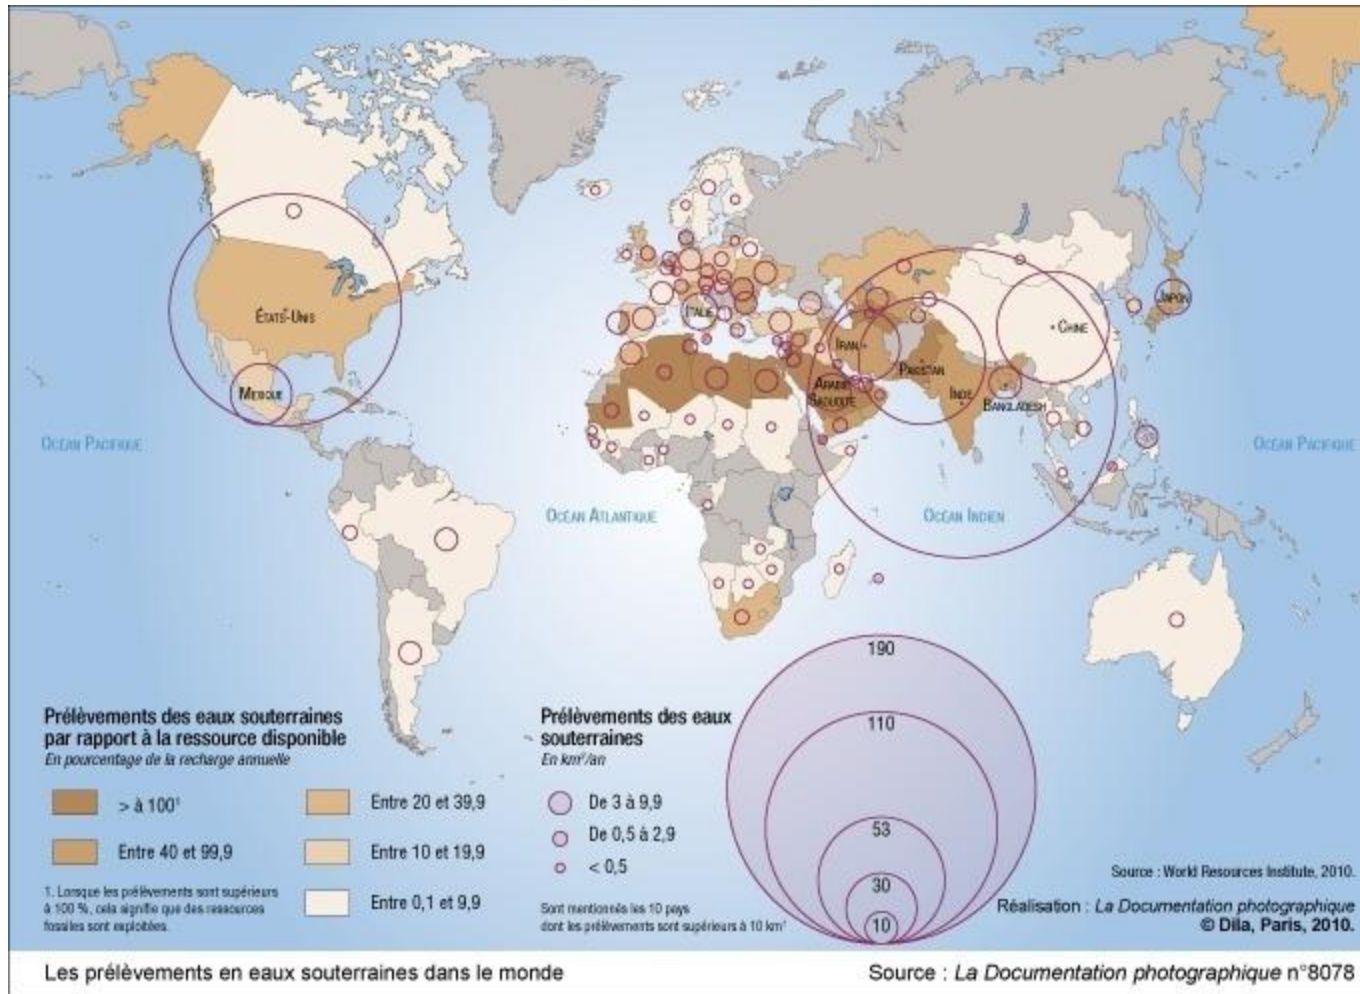 ÉTATS-UNIS
MEXIQUE
ITALIE
IRAN
ARABIE
SAOUDITE
PAKISTAN
INDE
BANGLADESH
CHINE
JAPON
OCÉAN PACIFIQUE
OCÉAN ATLANTIQUE
OCÉAN INDIEN
OCÉAN PACIFIQUE
Prélèvements des eaux souterraines
par rapport à la ressource disponible
En pourcentage de la recharge annuelle
> à 100¹
Entre 40 et 99,9
Entre 20 et 39,9
Entre 10 et 19,9
Entre 0,1 et 9,9
1. Lorsque les prélèvements sont supérieurs
à 100 %, cela signifie que des ressources
fossiles sont exploitées.
Prélèvements des eaux
souterraines
En km³/an
De 3 à 9,9
De 0,5 à 2,9
< 0,5
Sont mentionnés les 10 pays
dont les prélèvements sont supérieurs à 10 km³
190
110
53
30
10
Source : World Resources Institute, 2010.
Réalisation : La Documentation photographique
© Dila, Paris, 2010.
Les prélèvements en eaux souterraines dans le monde
Source : La Documentation photographique n°8078